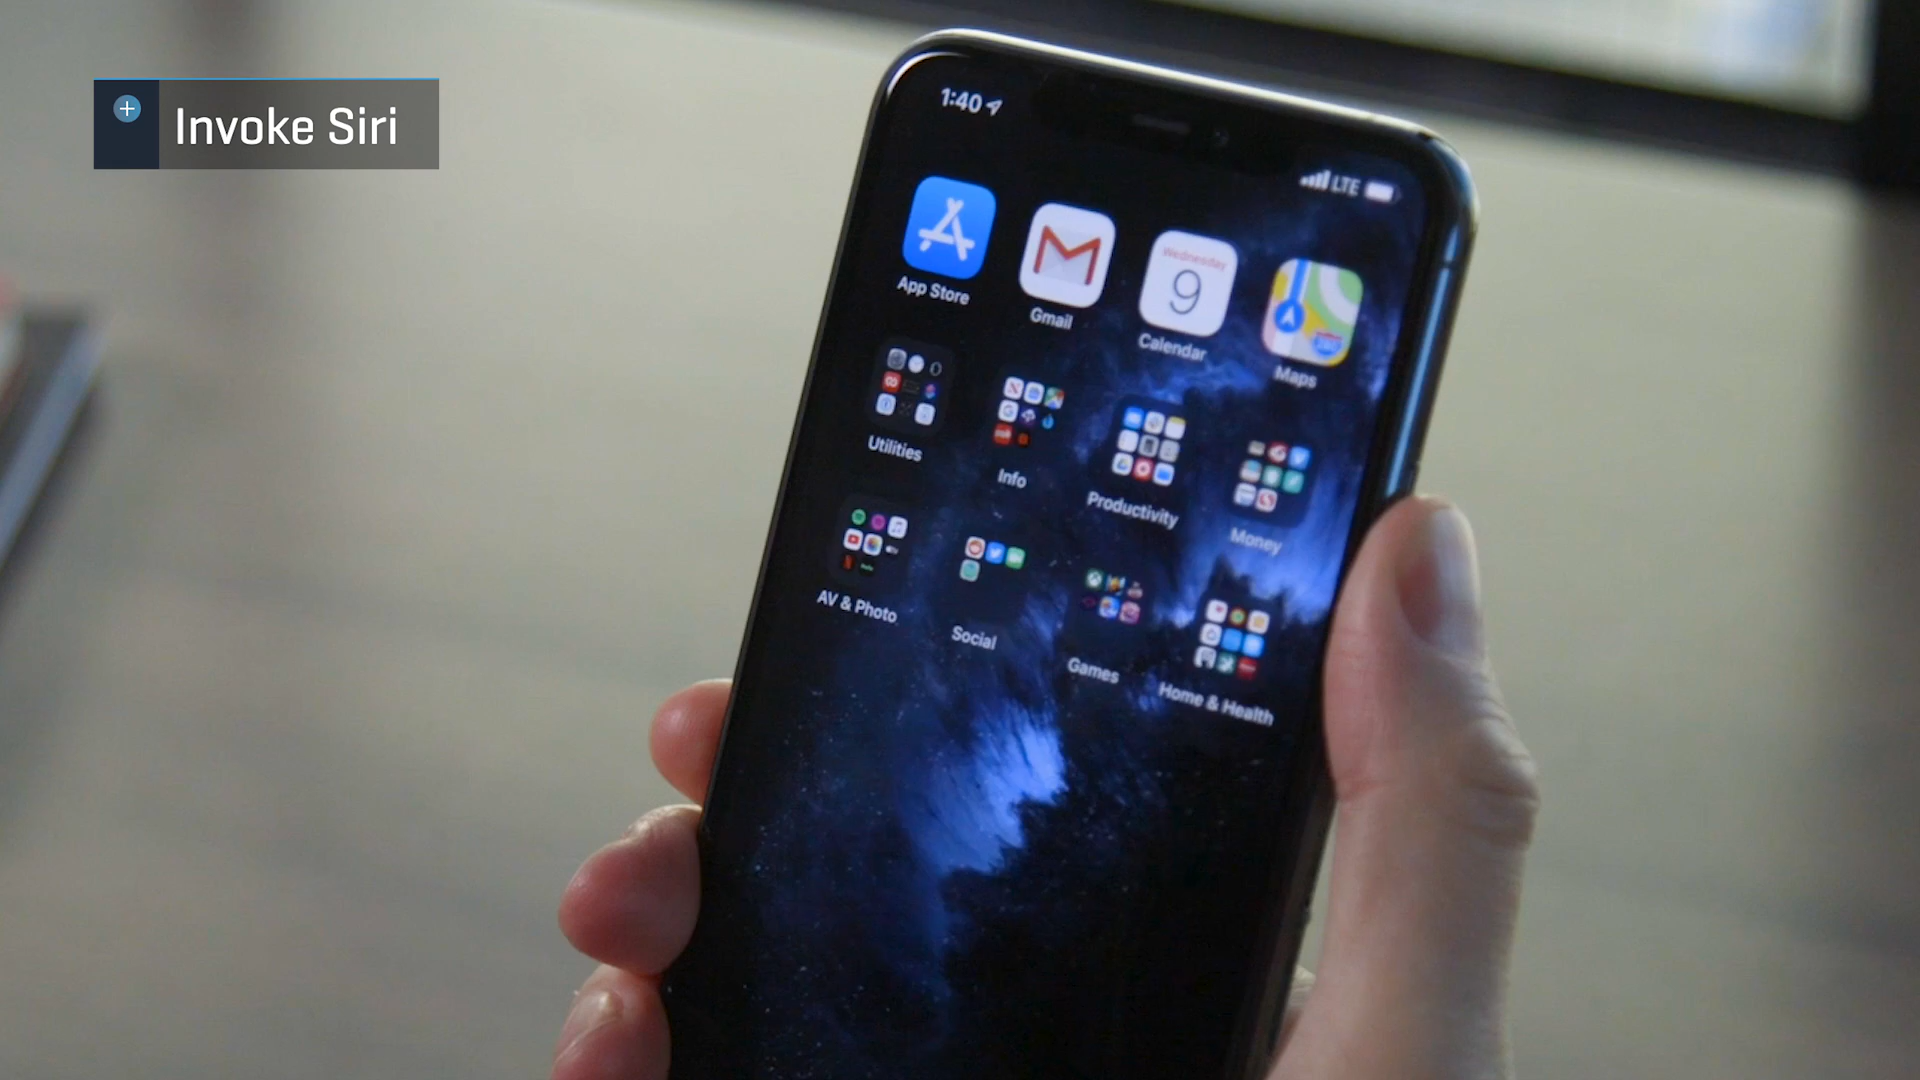 Invoke Siri
1:40
LTE
App Store
Gmail
Wednesday
9
Calendar
Maps
Utilities
Info
Productivity
Money
AV & Photo
Social
Games
Home & Health